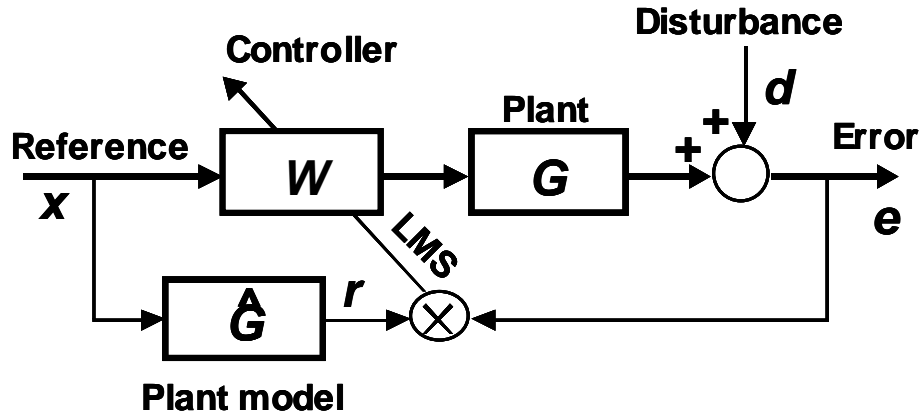 Disturbance
Controller
d
Plant
+
Reference
+
Error
W
G
x
e
LMS
r
Ĝ
Plant model